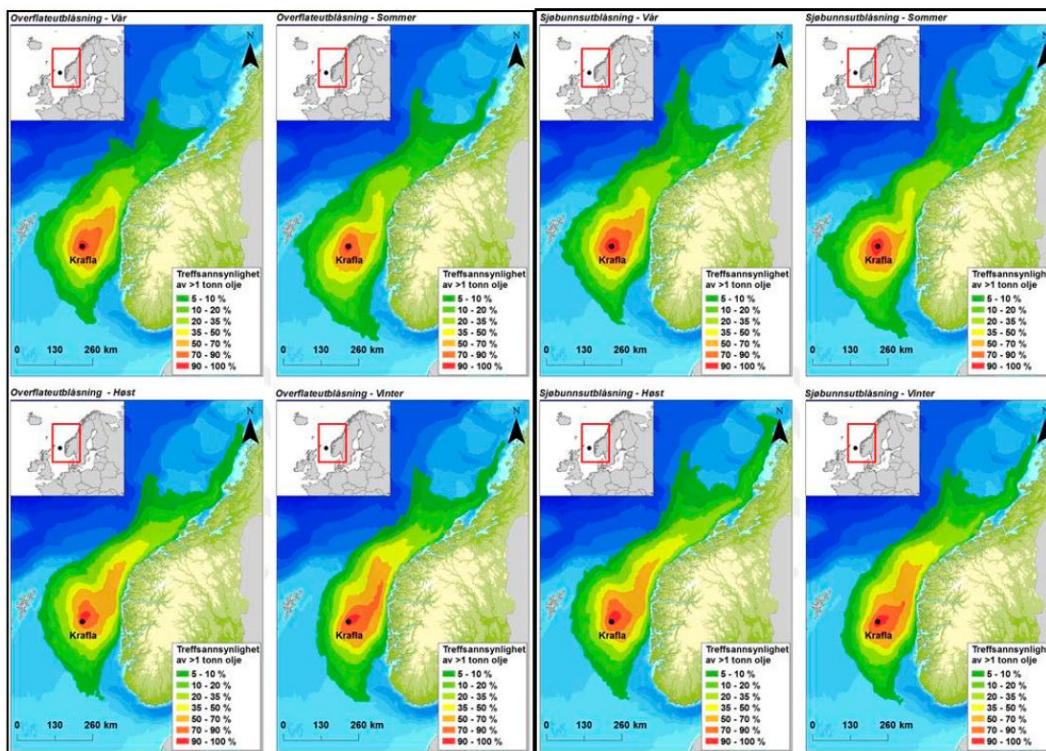 Overflateutblåsning - Vår
N
Krafla
Treffsannsynlighet
av >1 tonn olje
5 - 10 %
10 - 20 %
20 - 35 %
35 - 50 %
50 - 70 %
70 - 90 %
90 - 100 %
0 130 260 km
Overflateutblåsning - Sommer
N
Krafla
Treffsannsynlighet
av >1 tonn olje
5 - 10 %
10 - 20 %
20 - 35 %
35 - 50 %
50 - 70 %
70 - 90 %
90 - 100 %
0 130 260 km
Sjøbunnsutblåsning - Vår
N
Krafla
Treffsannsynlighet
av >1 tonn olje
5 - 10 %
10 - 20 %
20 - 35 %
35 - 50 %
50 - 70 %
70 - 90 %
90 - 100 %
0 130 260 km
Sjøbunnsutblåsning - Sommer
N
Krafla
Treffsannsynlighet
av >1 tonn olje
5 - 10 %
10 - 20 %
20 - 35 %
35 - 50 %
50 - 70 %
70 - 90 %
90 - 100 %
0 130 260 km
Overflateutblåsning - Høst
N
Krafla
Treffsannsynlighet
av >1 tonn olje
5 - 10 %
10 - 20 %
20 - 35 %
35 - 50 %
50 - 70 %
70 - 90 %
90 - 100 %
0 130 260 km
Overflateutblåsning - Vinter
N
Krafla
Treffsannsynlighet
av >1 tonn olje
5 - 10 %
10 - 20 %
20 - 35 %
35 - 50 %
50 - 70 %
70 - 90 %
90 - 100 %
0 130 260 km
Sjøbunnsutblåsning - Høst
N
Krafla
Treffsannsynlighet
av >1 tonn olje
5 - 10 %
10 - 20 %
20 - 35 %
35 - 50 %
50 - 70 %
70 - 90 %
90 - 100 %
0 130 260 km
Sjøbunnsutblåsning - Vinter
N
Krafla
Treffsannsynlighet
av >1 tonn olje
5 - 10 %
10 - 20 %
20 - 35 %
35 - 50 %
50 - 70 %
70 - 90 %
90 - 100 %
0 130 260 km